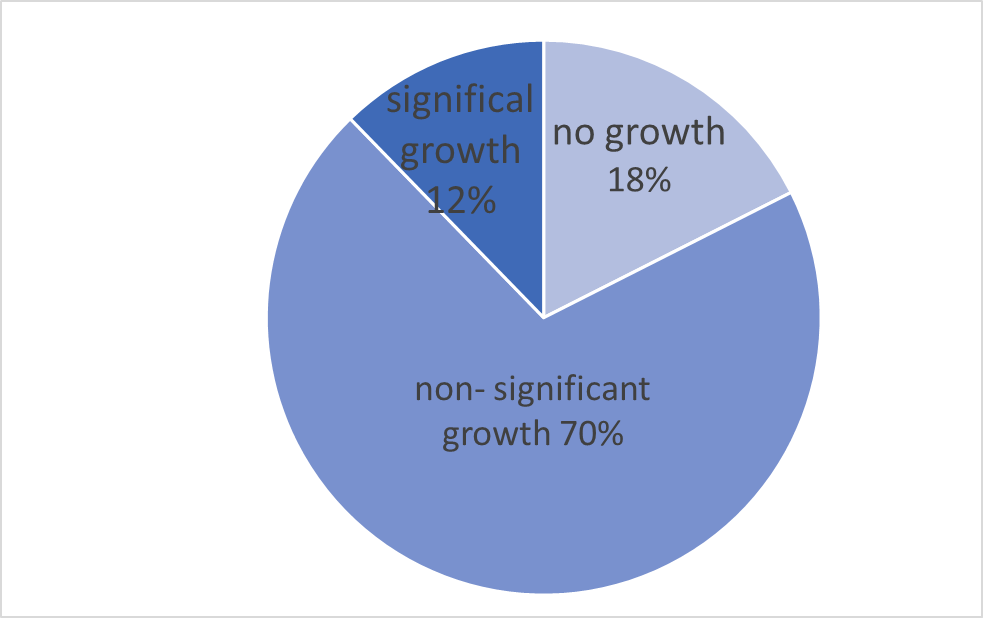 significal
growth
12%
no growth
18%
non- significant
growth 70%